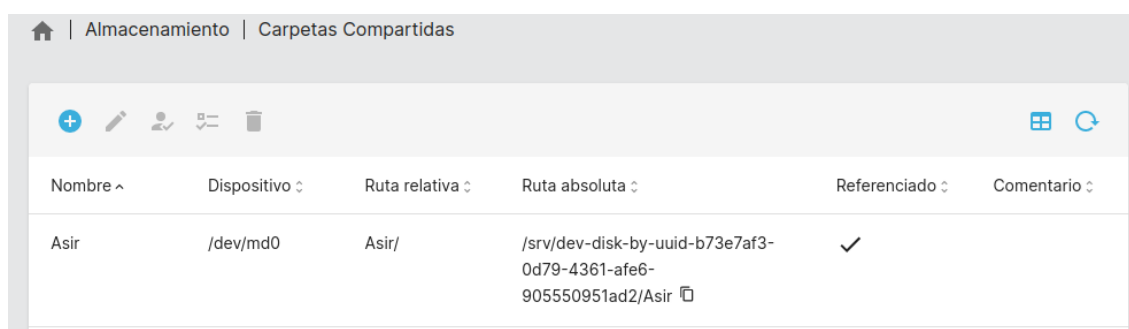 Almacenamiento | Carpetas Compartidas
Nombre Dispositivo Ruta relativa Ruta absoluta Referenciado Comentario
Asir /dev/md0 Asir/ /srv/dev-disk-by-uuid-b73e7af3-
0d79-4361-afe6-
905550951ad2/Asir